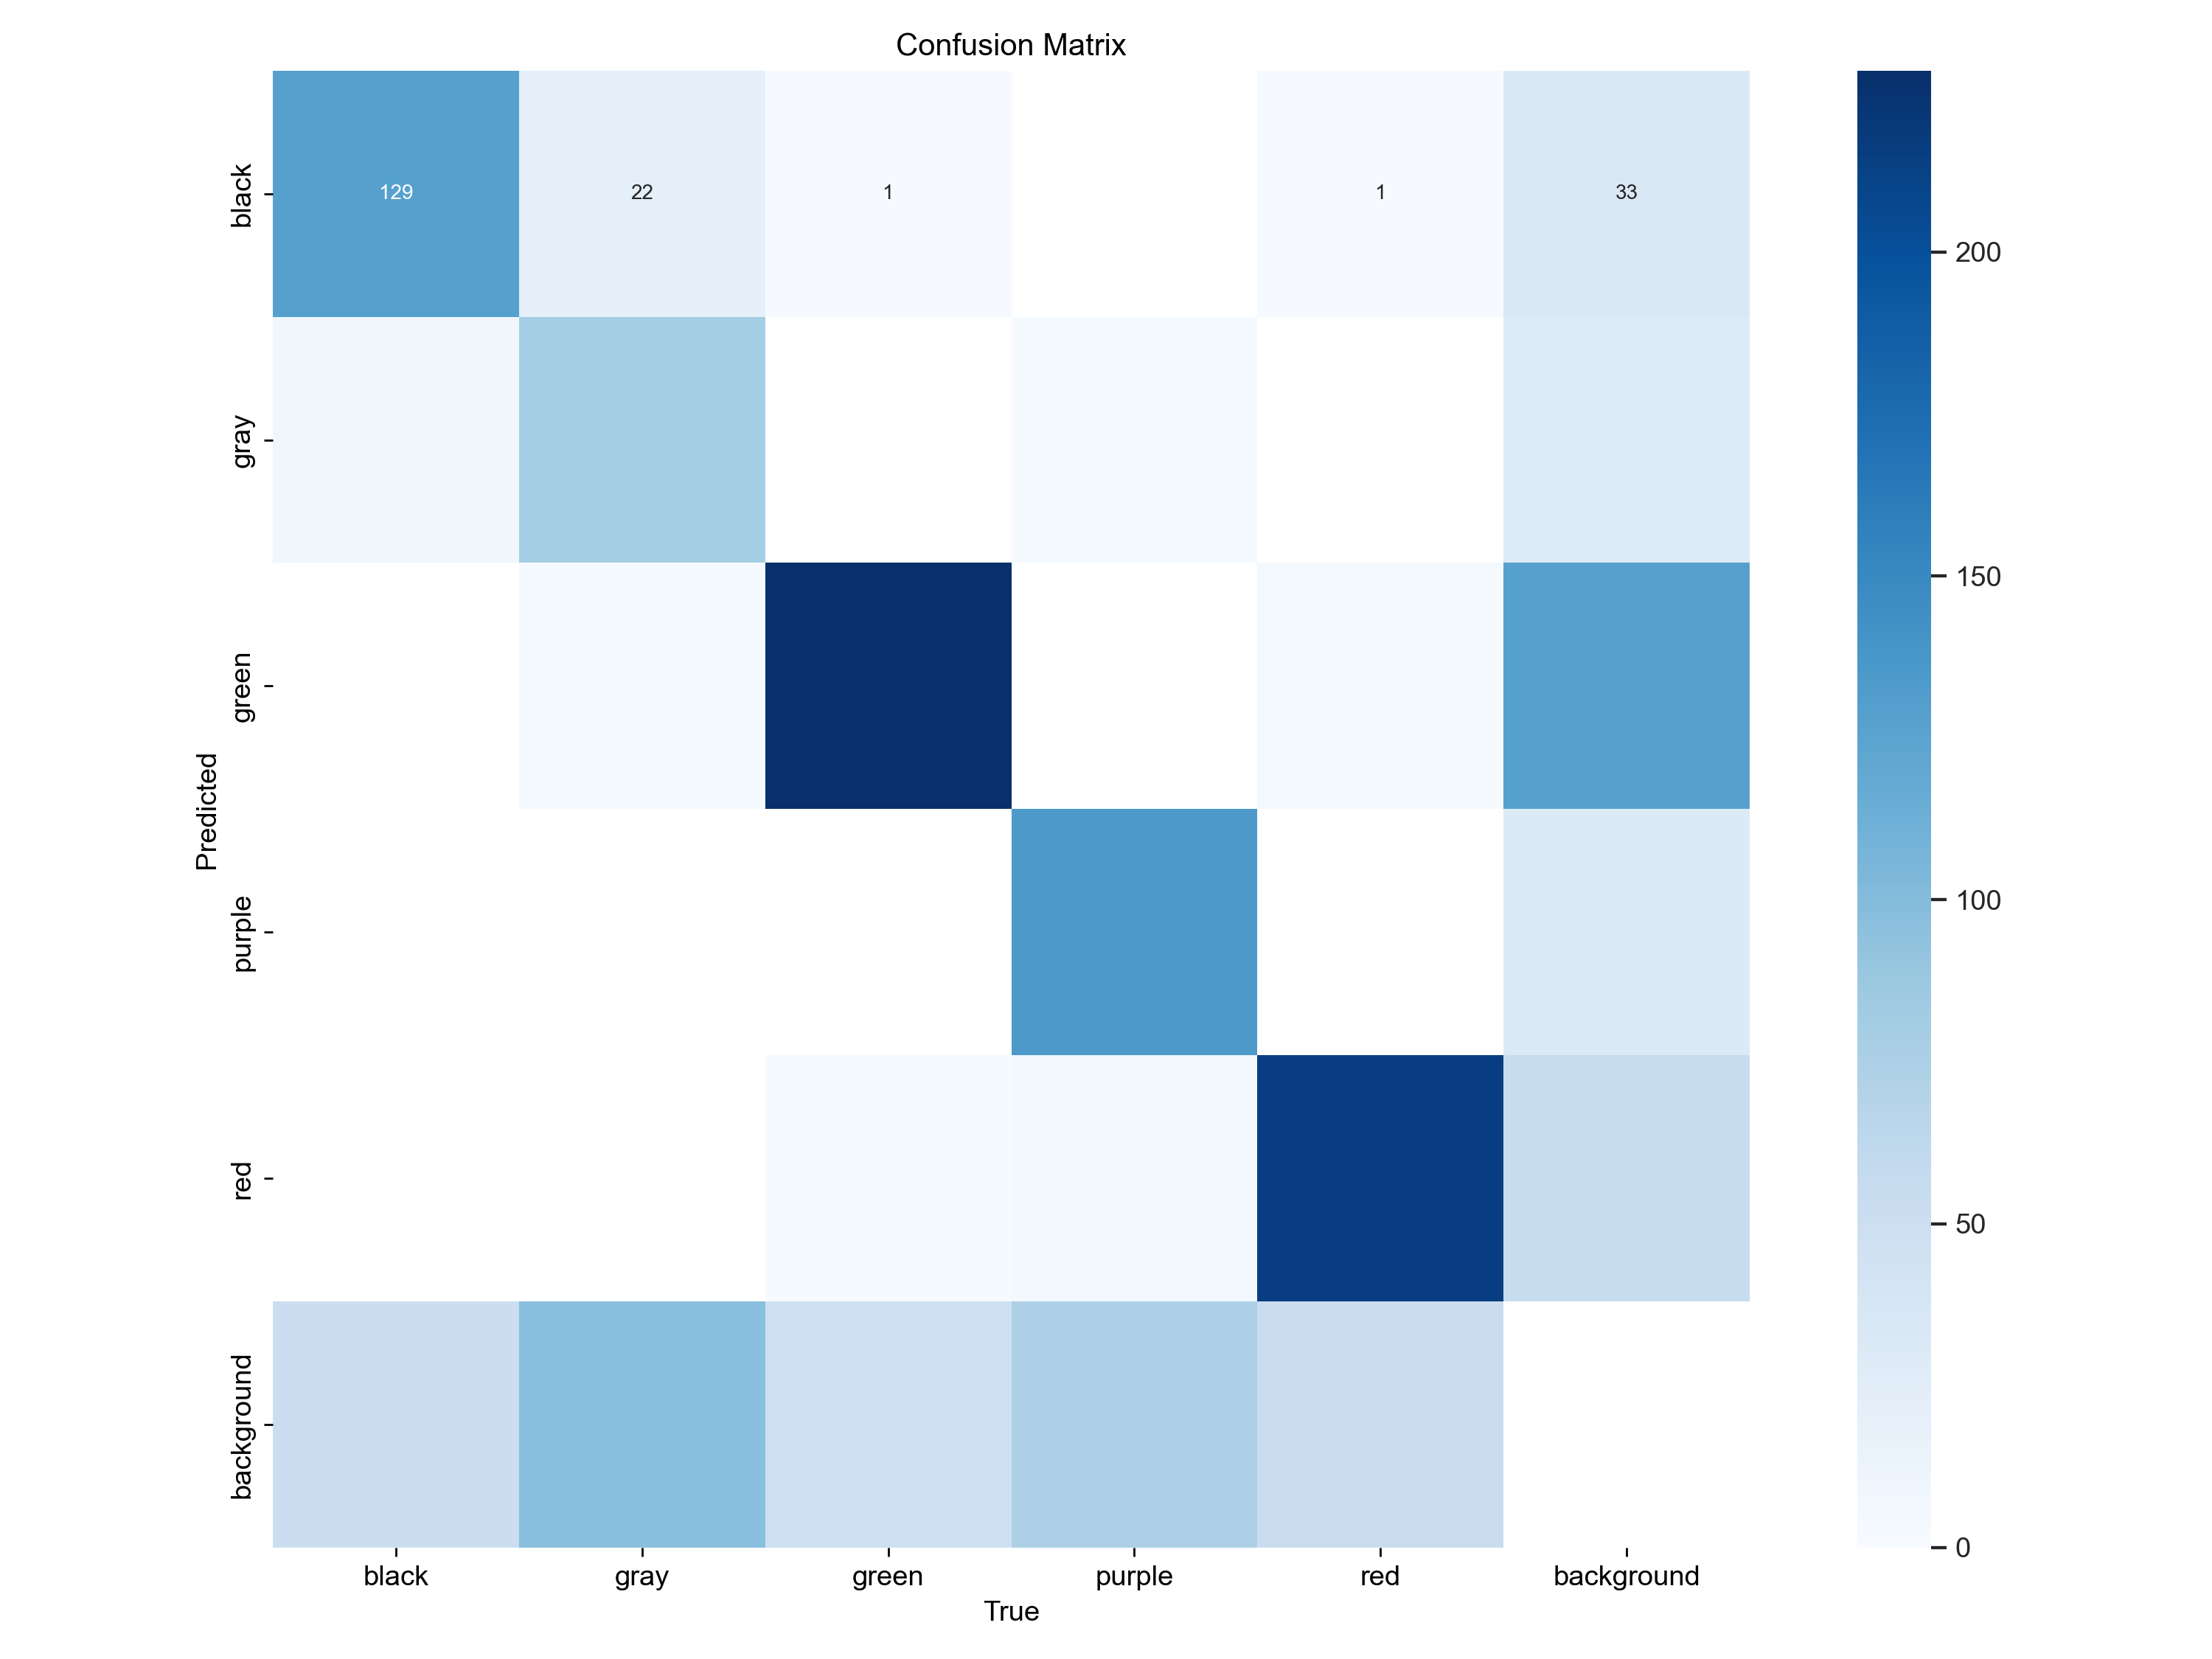 Confusion Matrix
black
129 22 1 1 33
gray
green
purple
red
background
Predicted
black gray green purple red background
True
200
150
100
50
0